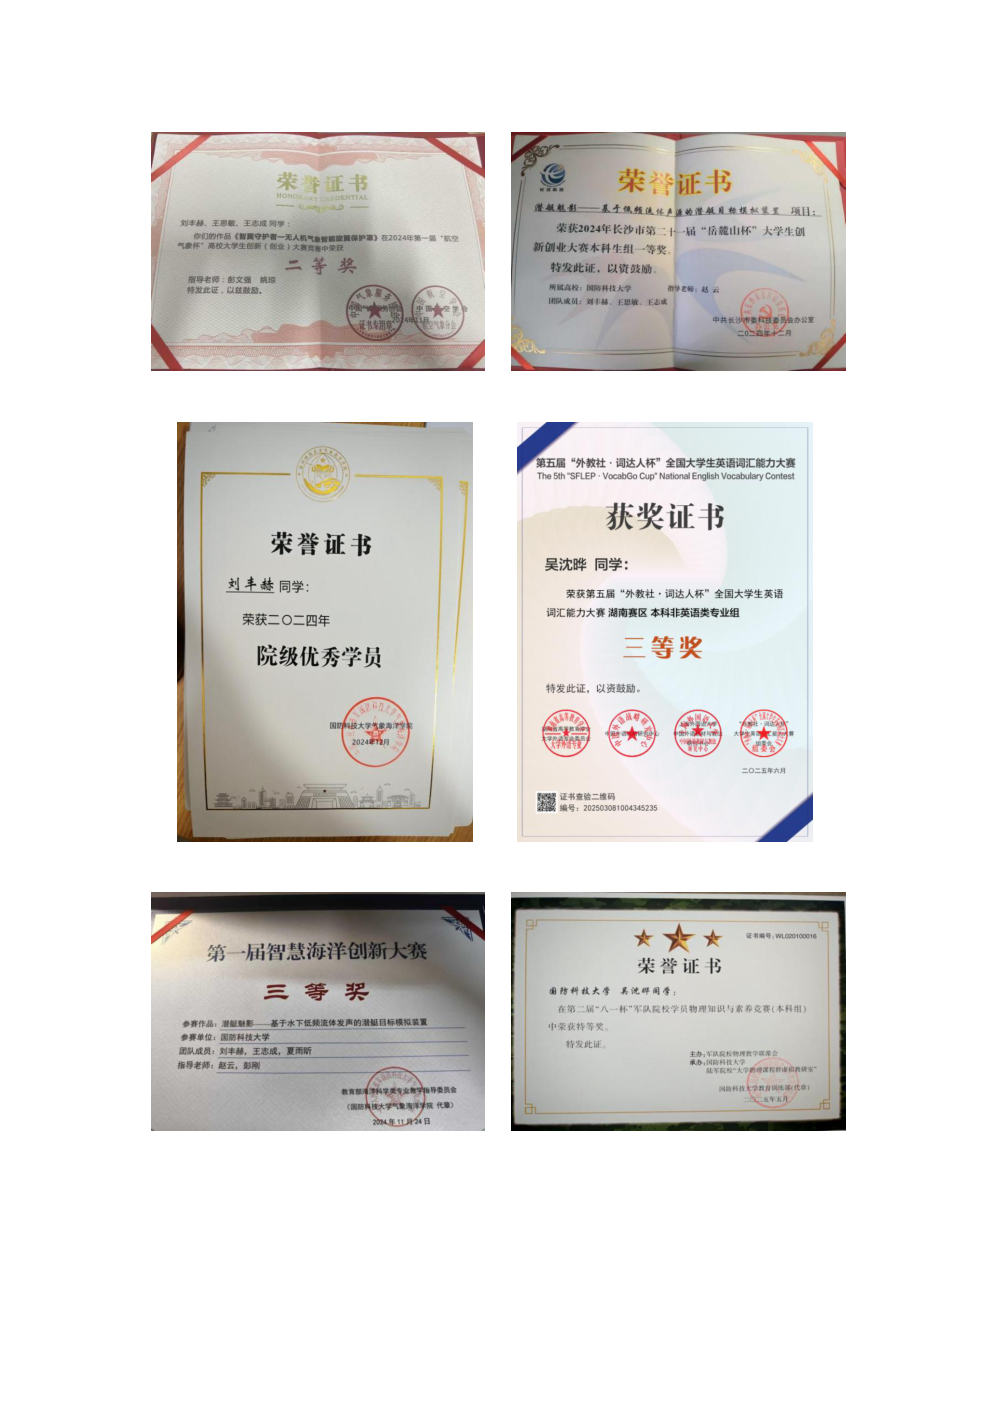 荣誉证书
HONORARY CREDENTIAL
刘丰赫、王思敏、王志成 同学：
你们的作品《智翼守护者—无人机气象智能旋翼保护罩》在2024年第一届“航空
气象杯”高校大学生创新（创业）大赛竞赛中荣获
二等奖
指导老师：彭文强 姚琼
特发此证，以兹鼓励。
证书专用章
荣誉证书
潜艇魅影——基于低频流体声源的潜艇目标模拟装置 项目：
荣获2024年长沙市第二十一届“岳麓山杯”大学生创
新创业大赛本科生组一等奖。
特发此证，以资鼓励。
所属高校：国防科技大学 指导老师：赵 云
团队成员：刘丰赫、王思敏、王志成
中共长沙市委科技委员会办公室
二〇二四年十二月
荣誉证书
刘丰赫 同学：
荣获二〇二四年
院级优秀学员
国防科技大学气象海洋学院
2024年12月
第五届“外教社·词达人杯”全国大学生英语词汇能力大赛
The 5th "SFLEP · VocabGo Cup" National English Vocabulary Contest
获奖证书
吴沈晔 同学：
荣获第五届“外教社·词达人杯”全国大学生英语
词汇能力大赛 湖南赛区 本科非英语类专业组
三等奖
特发此证，以资鼓励。
二〇二五年六月
证书查验二维码
编号：202503081004345235
第一届智慧海洋创新大赛
三等奖
参赛作品：潜艇魅影——基于水下低频流体发声的潜艇目标模拟装置
参赛单位：国防科技大学
团队成员：刘丰赫，王志成，夏雨昕
指导老师：赵云，彭刚
教育部海洋科学类专业教学指导委员会
（国防科技大学气象海洋学院 代章）
2024 年 11 月 24 日
证书编号：WL020100016
荣誉证书
国防科技大学 吴沈晔同学：
在第二届“八一杯”军队院校学员物理知识与素养竞赛(本科组)
中荣获特等奖。
特发此证。
主办：军队院校物理教学联席会
承办：国防科技大学
陆军院校“大学物理课程群虚拟教研室”
国防科技大学教育训练部(代章)
二〇二五年五月